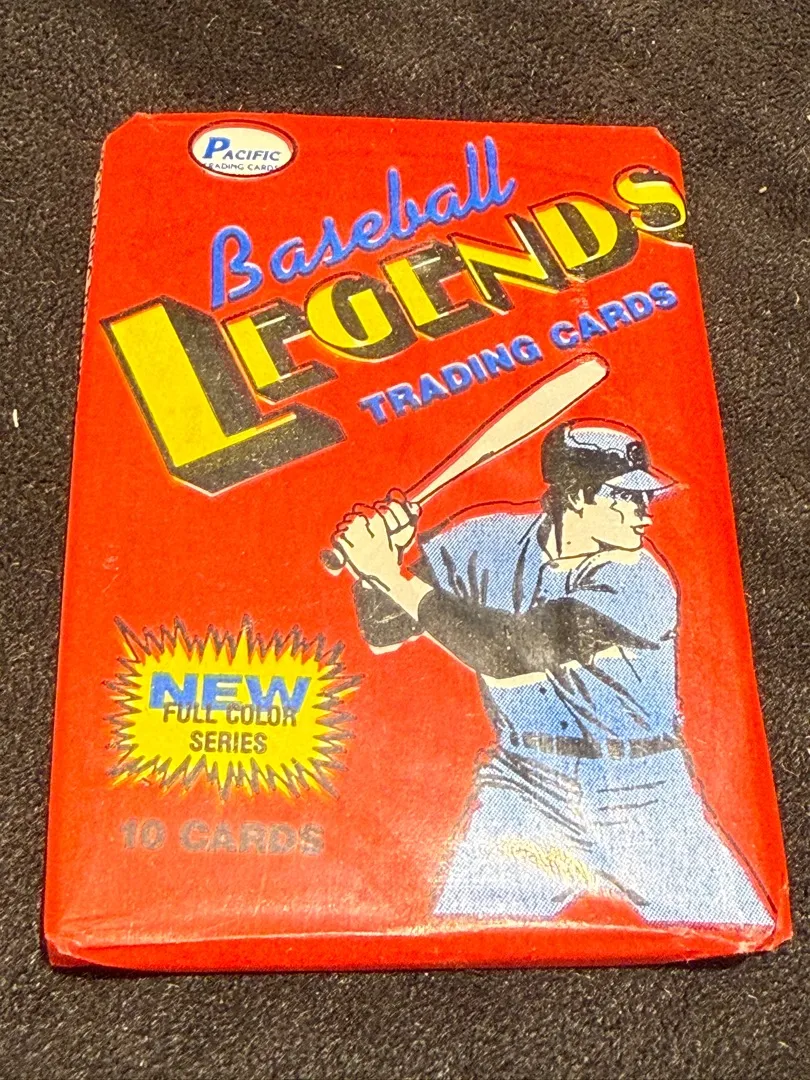 PACIFIC
TRADING CARDS
Baseball
LEGENDS
TRADING CARDS
NEW
FULL COLOR
SERIES
10 CARDS